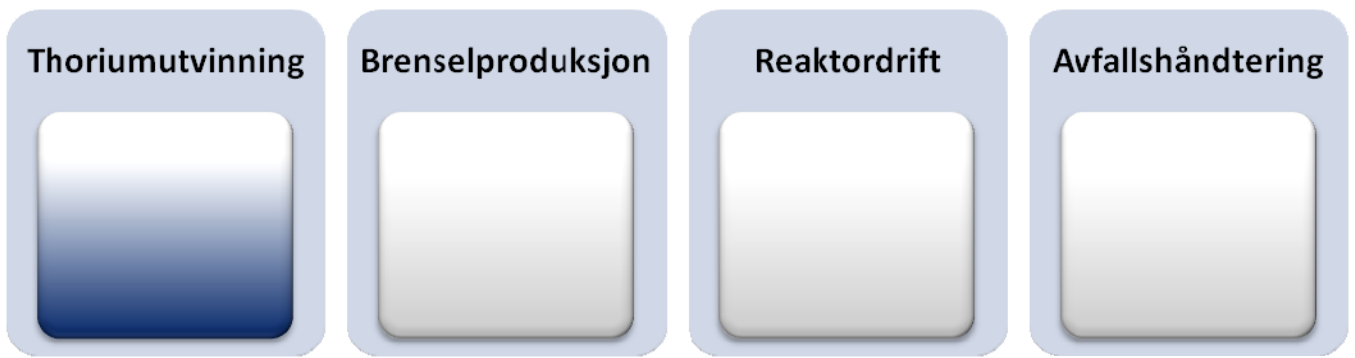 Thoriumutvinning
Brenselproduksjon
Reaktordrift
Avfallshåndtering